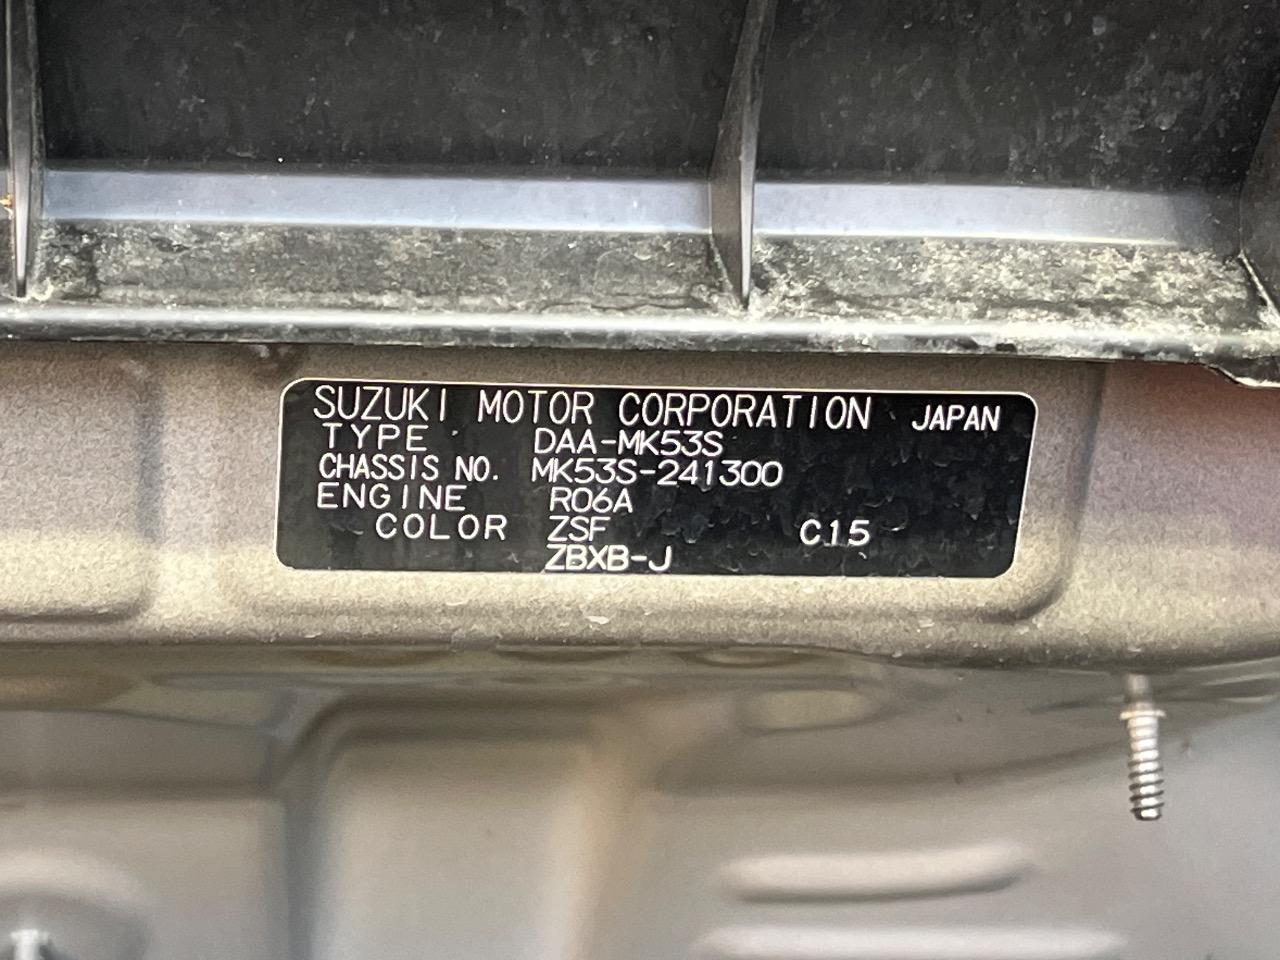 SUZUKI MOTOR CORPORATION JAPAN
TYPE DAA-MK53S
CHASSIS NO. MK53S-241300
ENGINE R06A
COLOR ZSF C15
ZBXB-J